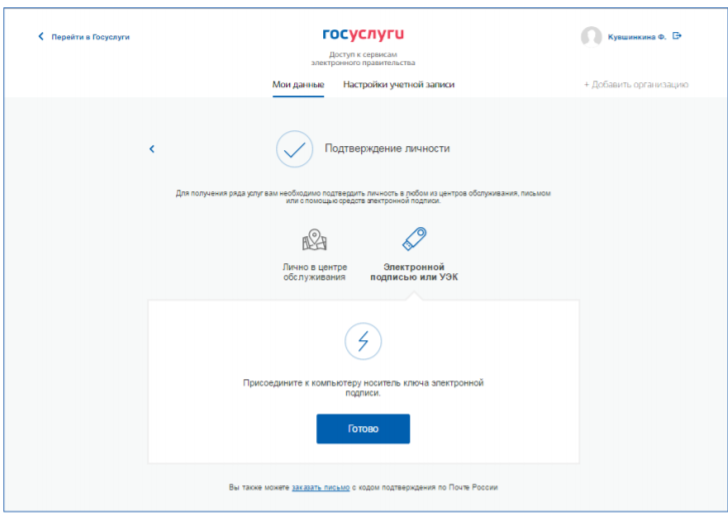 Перейти в Госуслуги
госуслуги
Кувшинкина Ф.
Доступ к сервисам
электронного правительства
Мои данные
Настройки учетной записи
+ Добавить организацию
Подтверждение личности
Для получения ряда услуг вам необходимо подтвердить личность в любом из центров обслуживания, письмом
или с помощью средств электронной подписи.
Лично в центре
обслуживания
Электронной
подписью или УЭК
Присоедините к компьютеру носитель ключа электронной
подписи.
Готово
Вы также можете заказать письмо с кодом подтверждения по Почте России